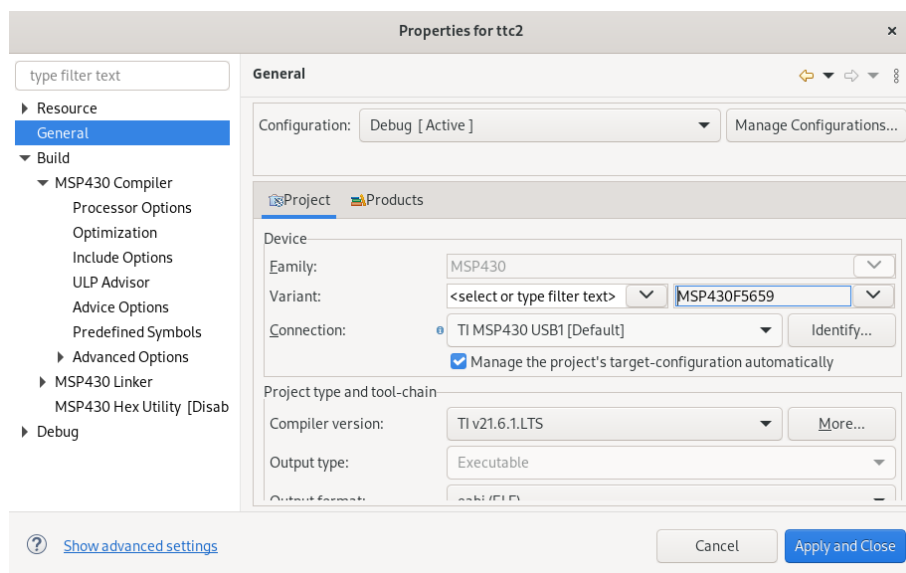 Properties for ttc2
type filter text
Resource
General
Build
MSP430 Compiler
Processor Options
Optimization
Include Options
ULP Advisor
Advice Options
Predefined Symbols
Advanced Options
MSP430 Linker
MSP430 Hex Utility [Disab
Debug
General
Configuration: Debug [ Active ] Manage Configurations...
Project Products
Device
Family: MSP430
Variant: <select or type filter text> MSP430F5659
Connection: TI MSP430 USB1 [Default] Identify...
Manage the project's target-configuration automatically
Project type and tool-chain
Compiler version: TI v21.6.1.LTS More...
Output type: Executable
Output format: eabi (ELF)
Show advanced settings Cancel Apply and Close